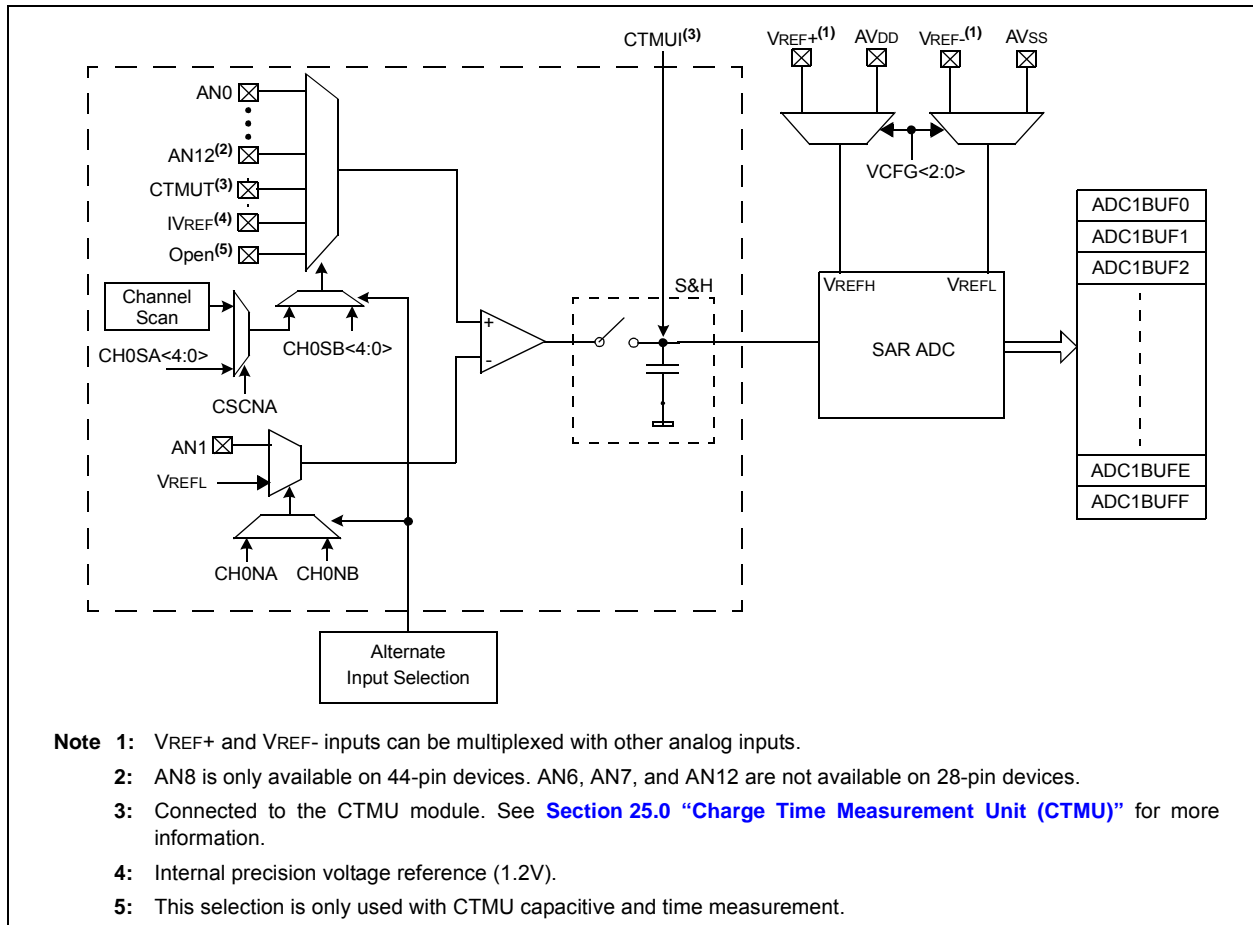 CTMUI(3)
VREF+(1) AVDD VREF-(1) AVSS
AN0
AN12(2)
CTMUT(3)
IVREF(4)
Open(5)
VCFG<2:0>
ADC1BUF0
ADC1BUF1
ADC1BUF2
Channel
Scan
S&H
VREFH VREFL
CH0SA<4:0>
CH0SB<4:0>
+
-
SAR ADC
CSCNA
AN1
VREFL
ADC1BUFE
ADC1BUFF
CH0NA CH0NB
Alternate
Input Selection
Note 1: VREF+ and VREF- inputs can be multiplexed with other analog inputs.
2: AN8 is only available on 44-pin devices. AN6, AN7, and AN12 are not available on 28-pin devices.
3: Connected to the CTMU module. See Section 25.0 “Charge Time Measurement Unit (CTMU)” for more
information.
4: Internal precision voltage reference (1.2V).
5: This selection is only used with CTMU capacitive and time measurement.